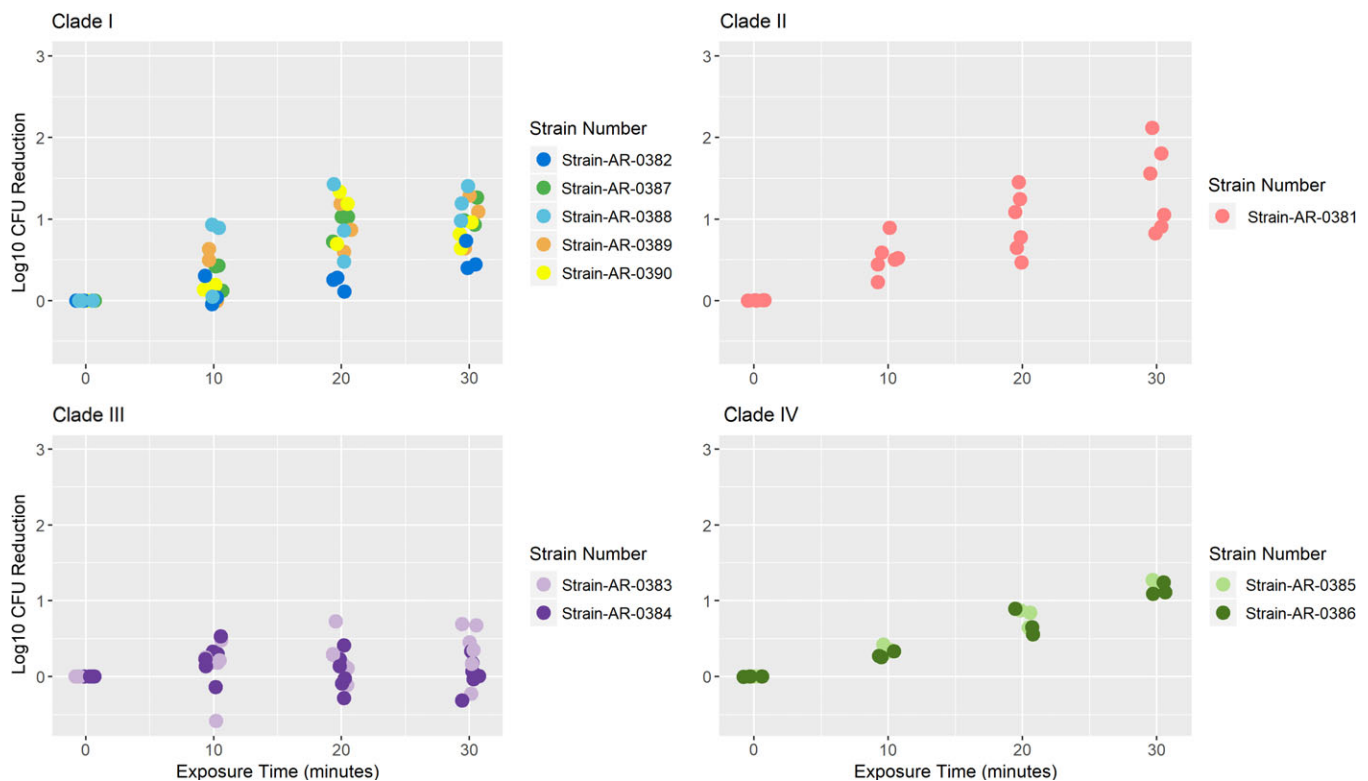 Clade I
Log10 CFU Reduction
3
2
1
0
0 10 20 30
Strain Number
Strain-AR-0382
Strain-AR-0387
Strain-AR-0388
Strain-AR-0389
Strain-AR-0390
Clade II
3
2
1
0
0 10 20 30
Strain Number
Strain-AR-0381
Clade III
Log10 CFU Reduction
3
2
1
0
0 10 20 30
Exposure Time (minutes)
Strain Number
Strain-AR-0383
Strain-AR-0384
Clade IV
3
2
1
0
0 10 20 30
Exposure Time (minutes)
Strain Number
Strain-AR-0385
Strain-AR-0386